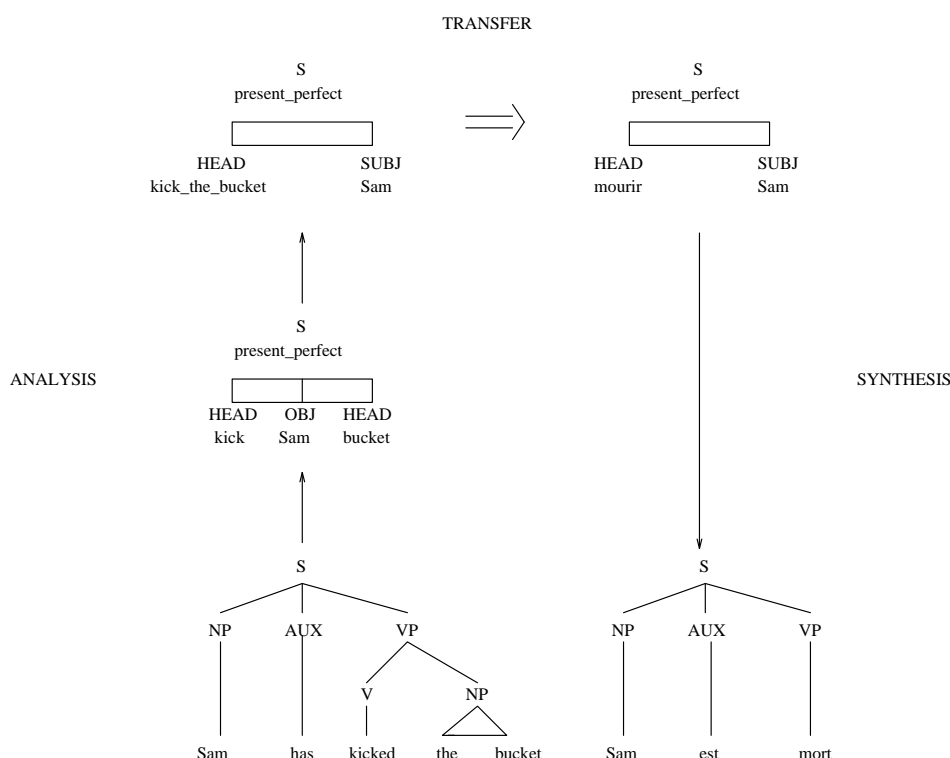 TRANSFER
S S
present_perfect present_perfect
HEAD SUBJ HEAD SUBJ
kick_the_bucket Sam mourir Sam
S
present_perfect
ANALYSIS SYNTHESIS
HEAD OBJ HEAD
kick Sam bucket
S S
NP AUX VP NP AUX VP
V NP
Sam has kicked the bucket Sam est mort